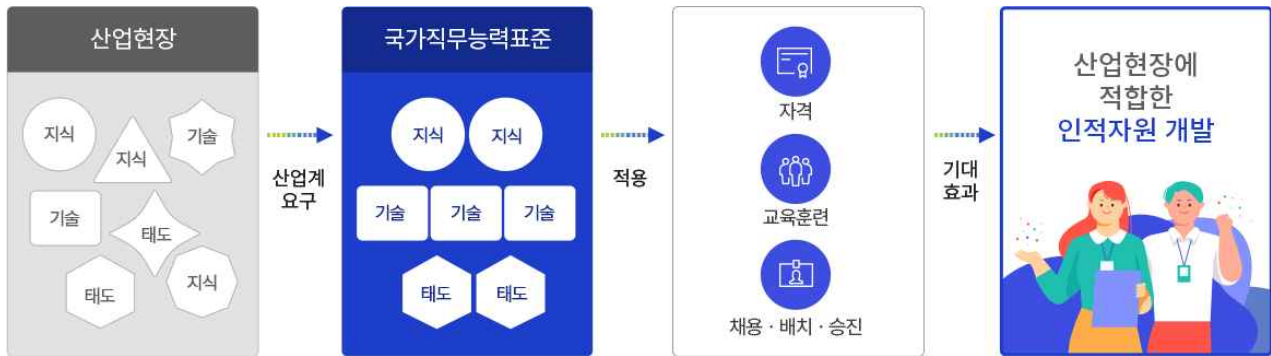 산업현장
지식
지식
기술
기술
태도
태도
지식
산업계
요구
국가직무능력표준
지식 지식
기술 기술 기술
태도 태도
적용
자격
교육훈련
채용 · 배치 · 승진
기대
효과
산업현장에
적합한
인적자원 개발